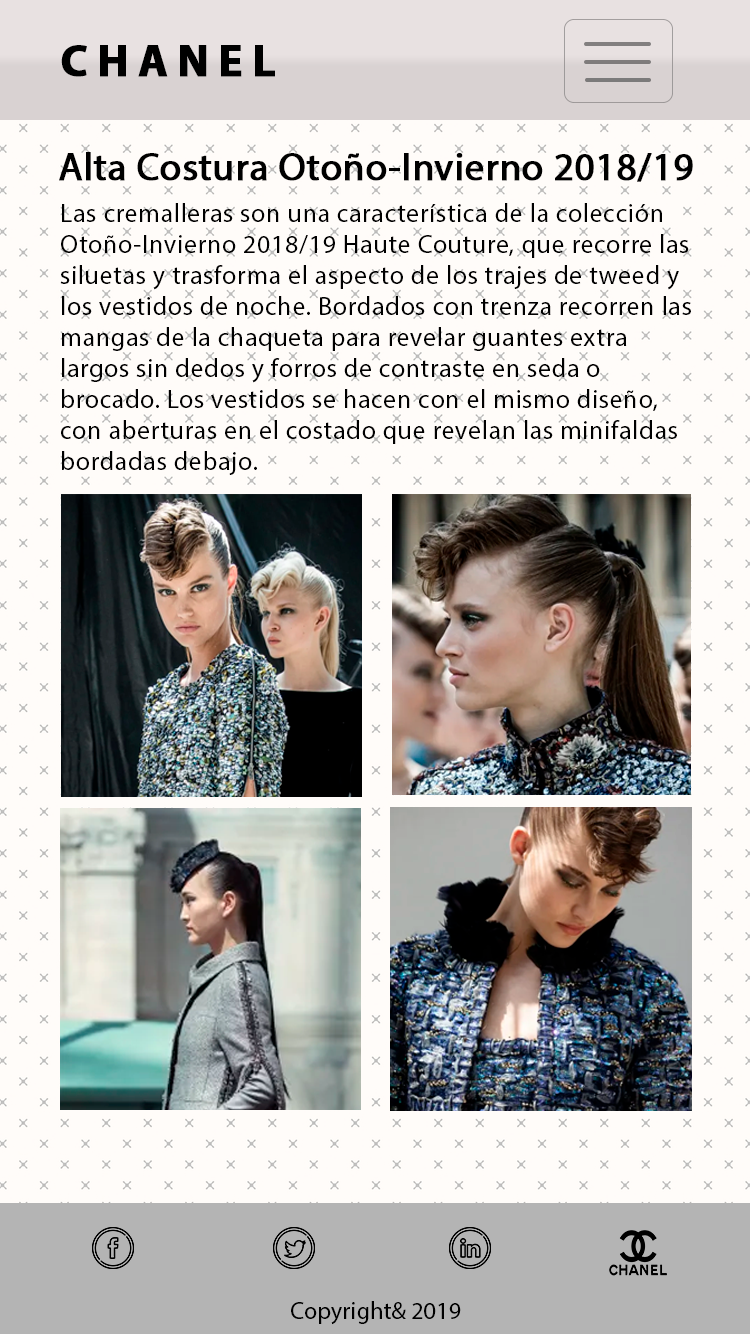 CHANEL
Alta Costura Otoño-Invierno 2018/19
Las cremalleras son una característica de la colección
Otoño-Invierno 2018/19 Haute Couture, que recorre las
siluetas y trasforma el aspecto de los trajes de tweed y
los vestidos de noche. Bordados con trenza recorren las
mangas de la chaqueta para revelar guantes extra
largos sin dedos y forros de contraste en seda o
brocado. Los vestidos se hacen con el mismo diseño,
con aberturas en el costado que revelan las minifaldas
bordadas debajo.
CHANEL
Copyright& 2019